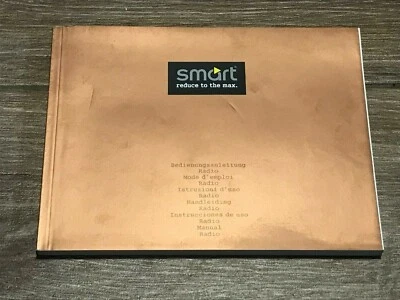 smart
reduce to the max.
Bedienungsanleitung
Radio
Mode d'emploi
Radio
Istruzioni d'uso
Radio
Handleiding
Radio
Instrucciones de uso
Radio
Manual
Radio